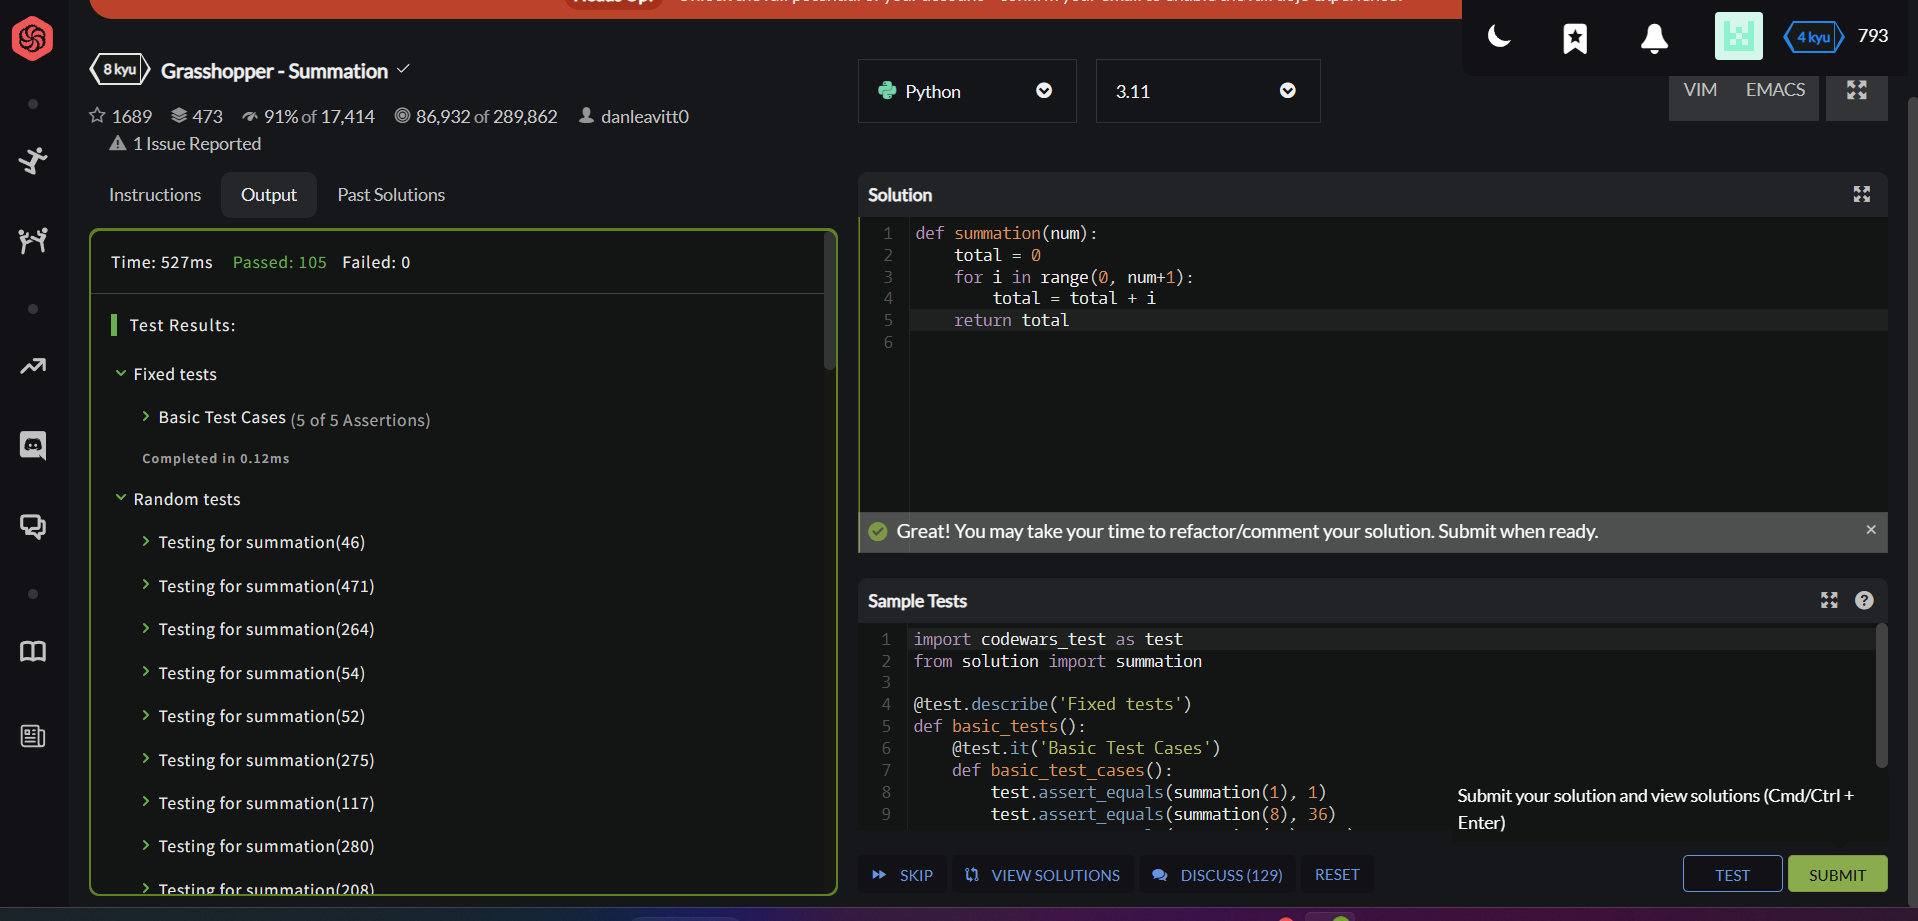 8 kyu
Grasshopper - Summation
1689 473 91% of 17,414 86,932 of 289,862 danleavitt0
1 Issue Reported
Python
3.11
4 kyu
793
VIM EMACS
Instructions Output Past Solutions
Time: 527ms Passed: 105 Failed: 0
Test Results:
Fixed tests
Basic Test Cases (5 of 5 Assertions)
Completed in 0.12ms
Random tests
Testing for summation(46)
Testing for summation(471)
Testing for summation(264)
Testing for summation(54)
Testing for summation(52)
Testing for summation(275)
Testing for summation(117)
Testing for summation(280)
Testing for summation(208)
Solution
1 def summation(num):
2     total = 0
3     for i in range(0, num+1):
4         total = total + i
5     return total
6
Great! You may take your time to refactor/comment your solution. Submit when ready.
Sample Tests
1 import codewars_test as test
2 from solution import summation
3
4 @test.describe('Fixed tests')
5 def basic_tests():
6     @test.it('Basic Test Cases')
7     def basic_test_cases():
8         test.assert_equals(summation(1), 1)
9         test.assert_equals(summation(8), 36)
Submit your solution and view solutions (Cmd/Ctrl +
Enter)
SKIP VIEW SOLUTIONS DISCUSS (129) RESET
TEST SUBMIT